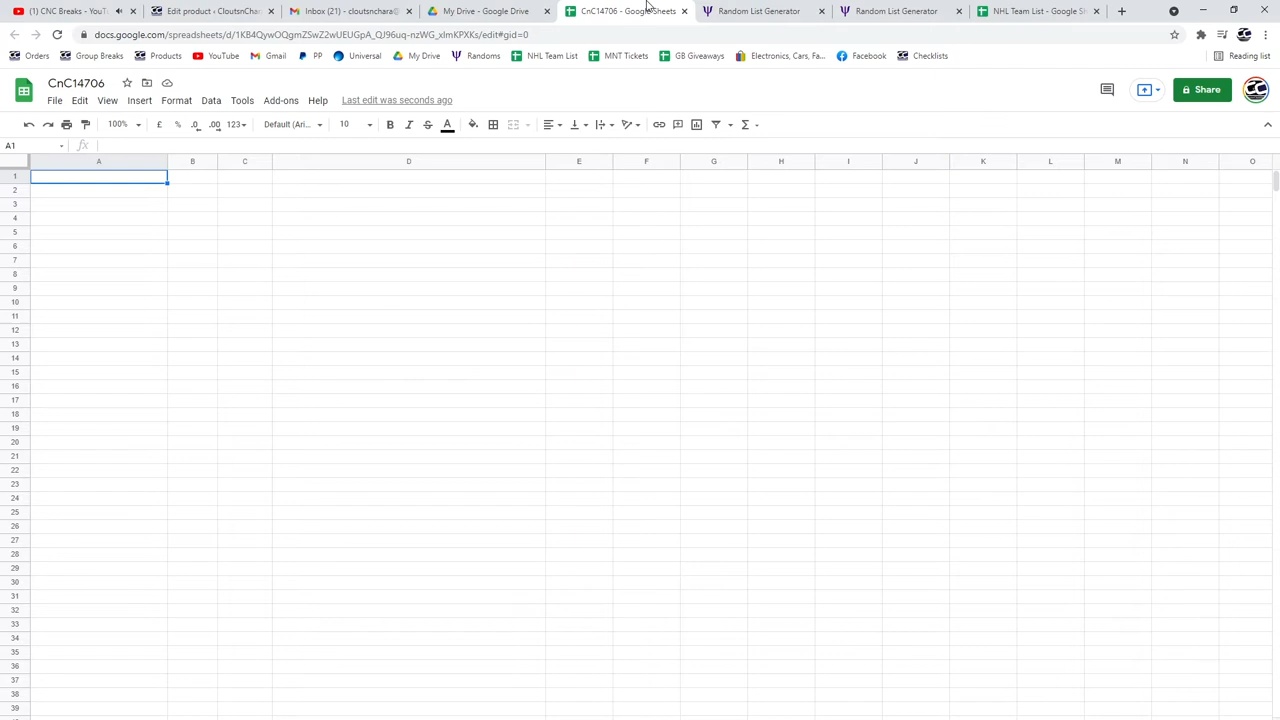 CNC Breaks - YouTu
Edit product ‹ CloutsnChar
Inbox (21) - cloutsnchara@
My Drive - Google Drive
CnC14706 - Google Sheets
Random List Generator
Random List Generator
NHL Team List - Google Sh
docs.google.com/spreadsheets/d/1KB4QywOQgmZSwZ2wUEUGpA_QJ96uq-nzWG_xlmKPXKs/edit#gid=0
Orders Group Breaks Products YouTube Gmail PP Universal My Drive Randoms NHL Team List MNT Tickets GB Giveaways Electronics, Cars, Fa... Facebook Checklists Reading list
CnC14706
File Edit View Insert Format Data Tools Add-ons Help Last edit was seconds ago
Share
100% £ % .0 .00 123 Default (Ari... 10 B I S A
A1 fx
A B C D E F G H I J K L M N O
1
2
3
4
5
6
7
8
9
10
11
12
13
14
15
16
17
18
19
20
21
22
23
24
25
26
27
28
29
30
31
32
33
34
35
36
37
38
39